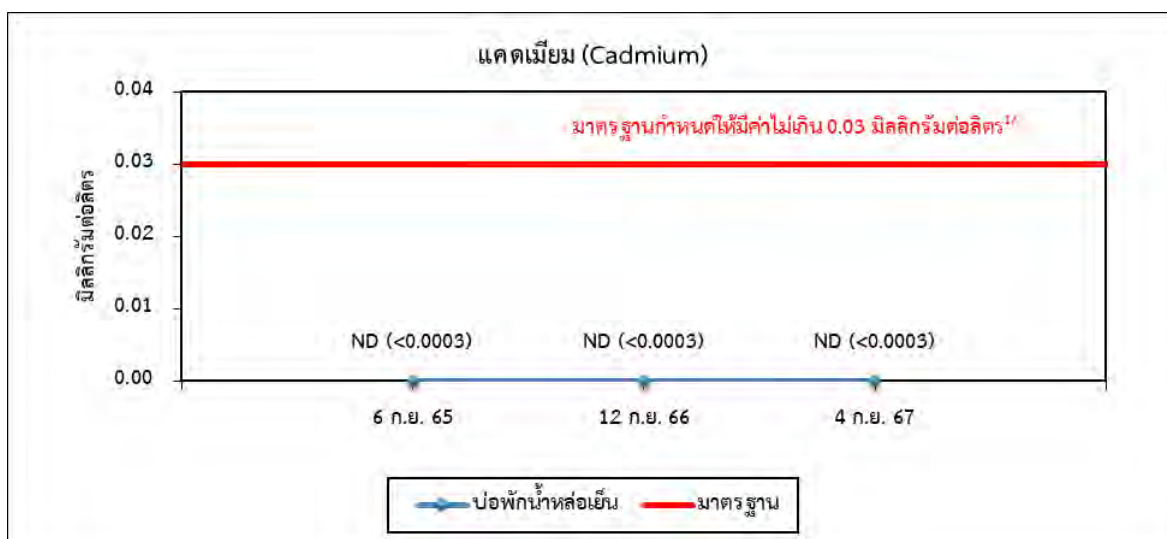 แคดเมียม (Cadmium)
0.04
มาตรฐานกำหนดให้มีค่าไม่เกิน 0.03 มิลลิกรัมต่อลิตร¹/
0.03
มิลลิกรัมต่อลิตร
0.02
0.01
ND (<0.0003) ND (<0.0003) ND (<0.0003)
0.00
6 ก.ย. 65 12 ก.ย. 66 4 ก.ย. 67
บ่อพักน้ำหล่อเย็น มาตรฐาน